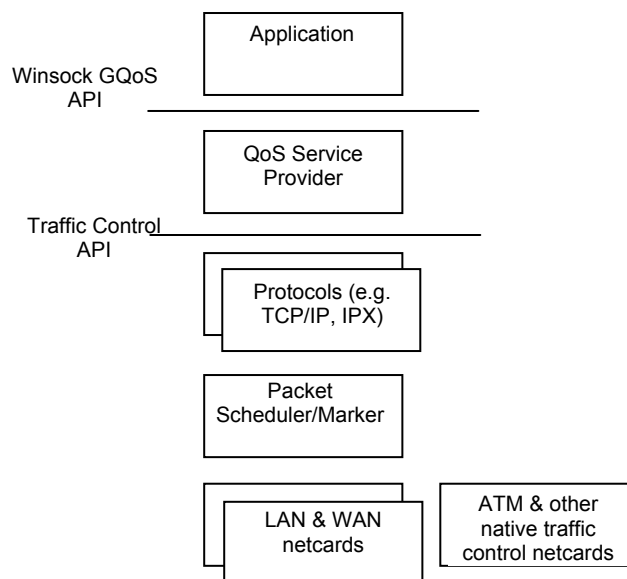 Application
Winsock GQoS
API
QoS Service
Provider
Traffic Control
API
Protocols (e.g.
TCP/IP, IPX)
Packet
Scheduler/Marker
LAN & WAN
netcards
ATM & other
native traffic
control netcards